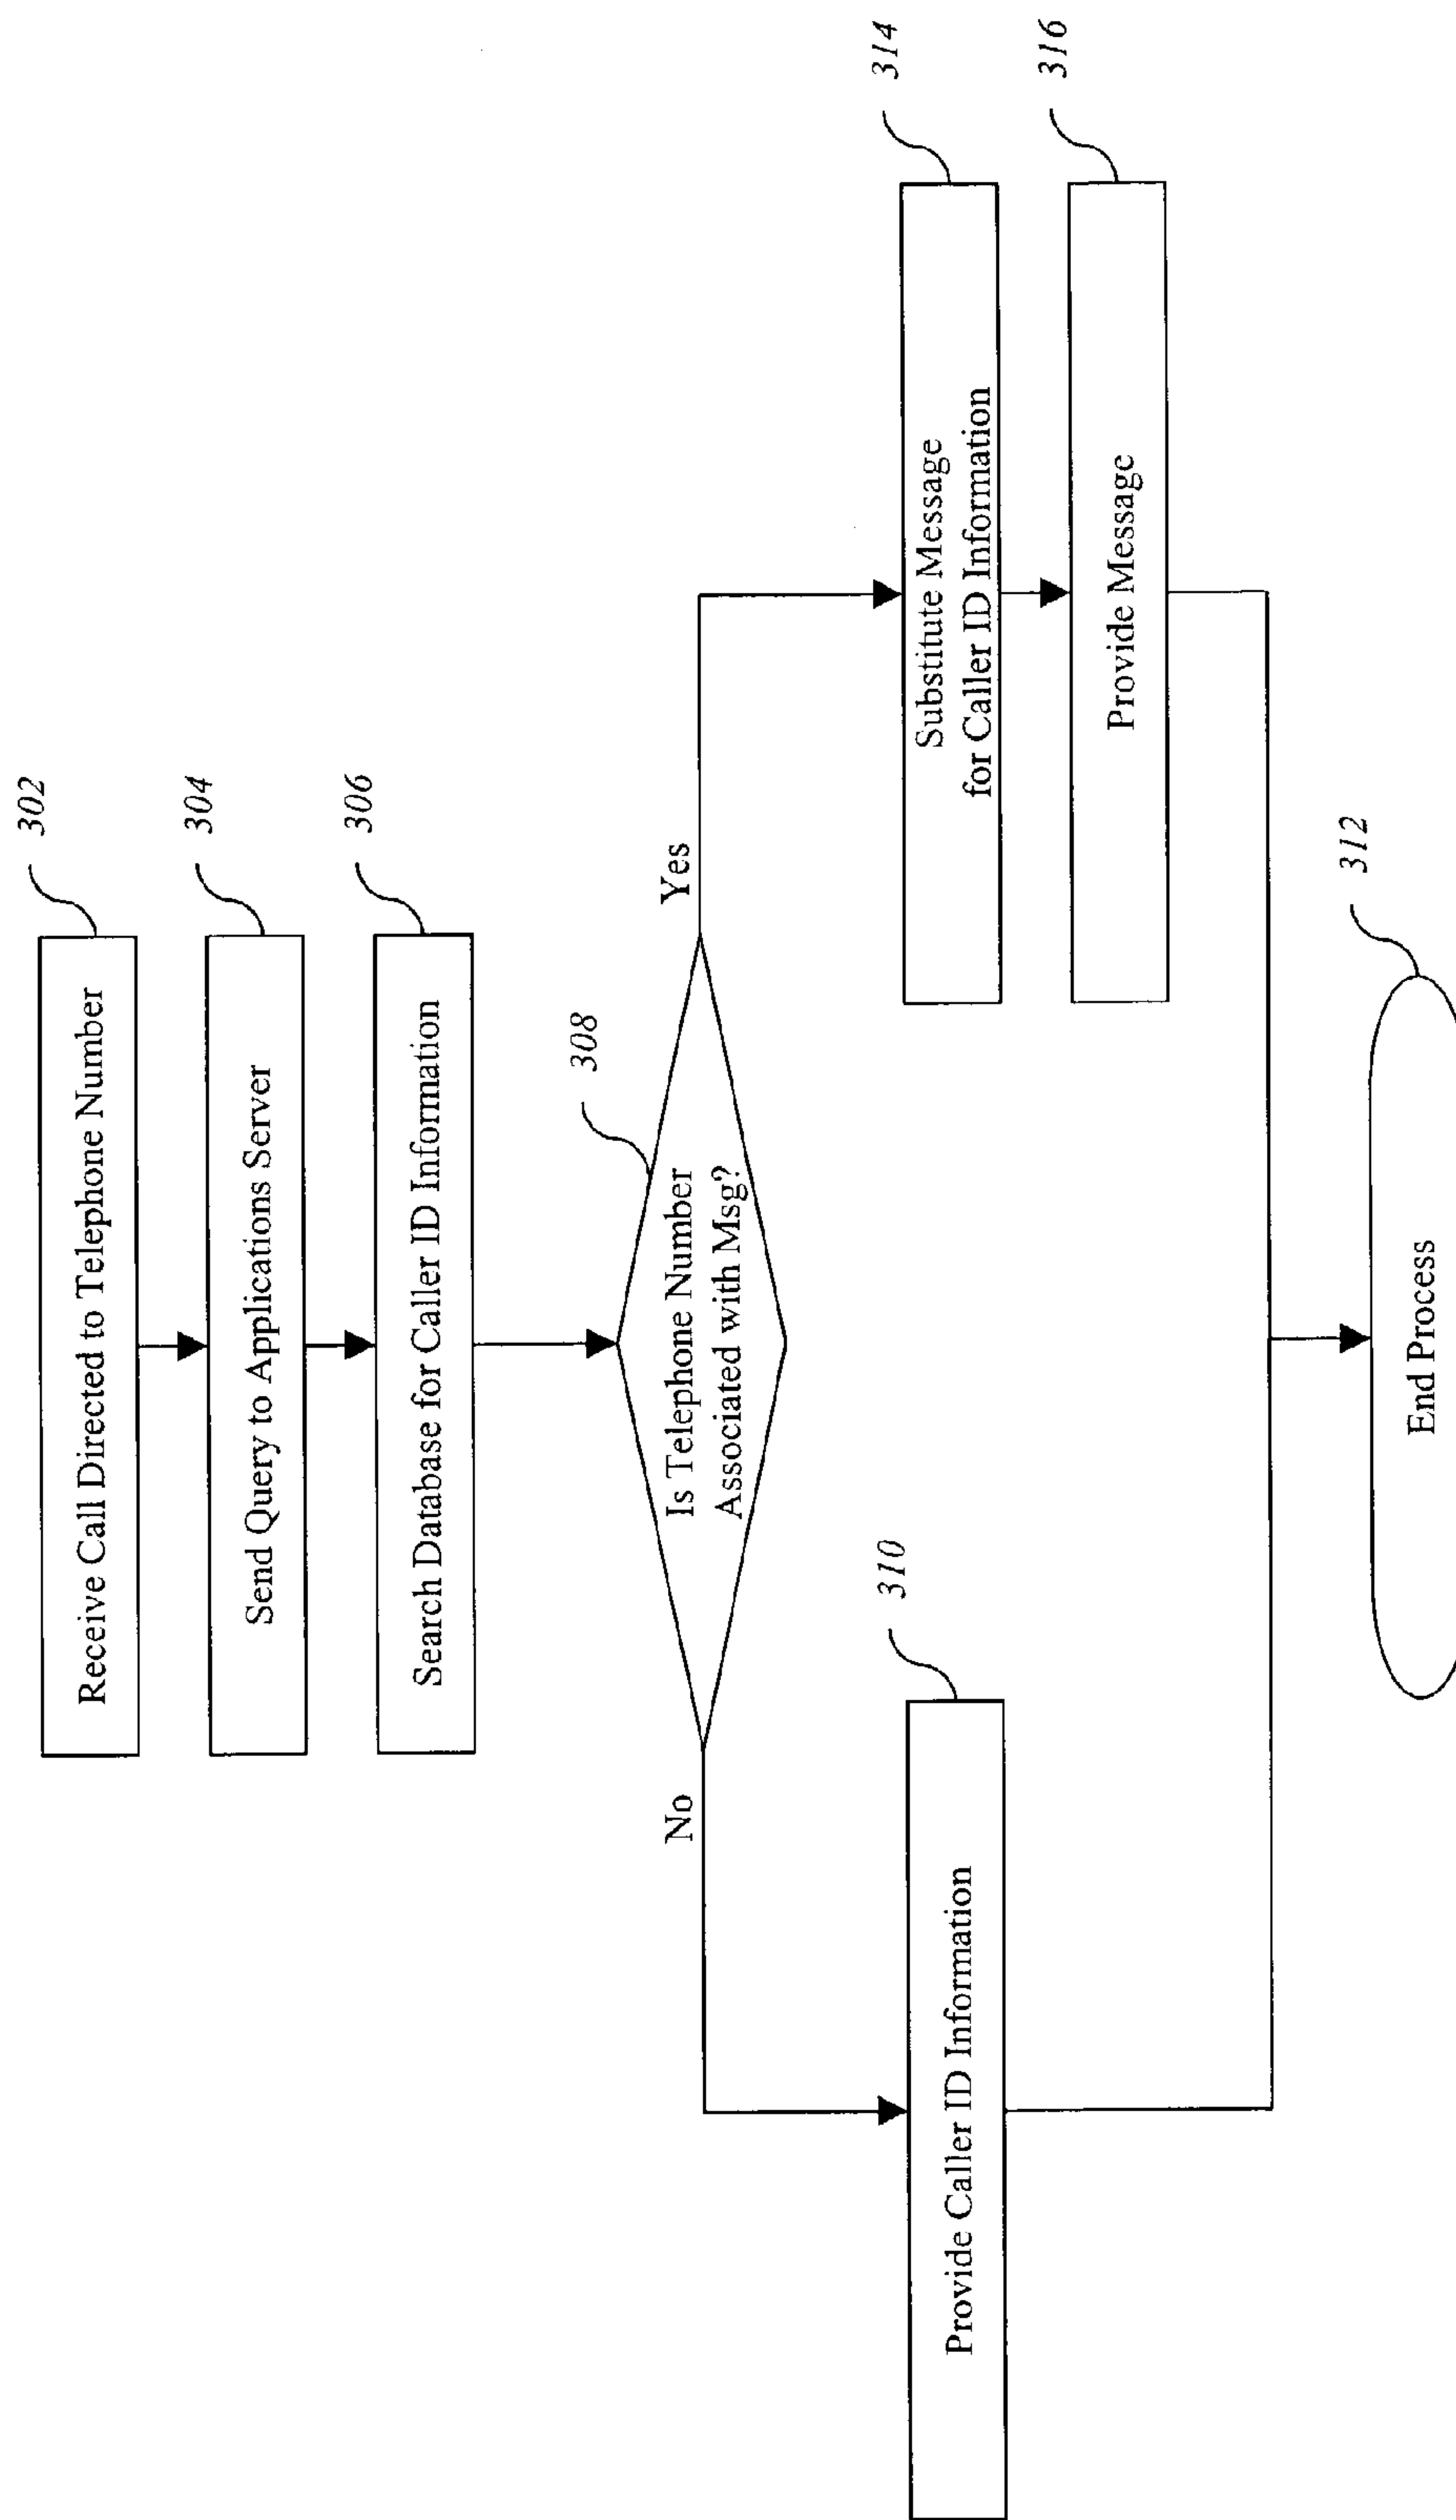 302
Receive Call Directed to Telephone Number
304
Send Query to Applications Server
306
Search Database for Caller ID Information
308
Is Telephone Number
Associated with Msg?
No
Yes
310
Provide Caller ID Information
314
Substitute Message
for Caller ID Information
316
Provide Message
312
End Process